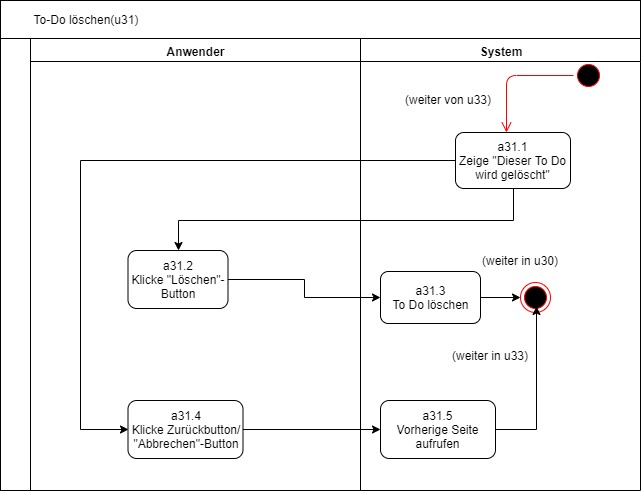 To-Do löschen(u31)
Anwender
System
(weiter von u33)
a31.1
Zeige "Dieser To Do
wird gelöscht"
a31.2
Klicke "Löschen"-
Button
(weiter in u30)
a31.3
To Do löschen
(weiter in u33)
a31.4
Klicke Zurückbutton/
"Abbrechen"-Button
a31.5
Vorherige Seite
aufrufen